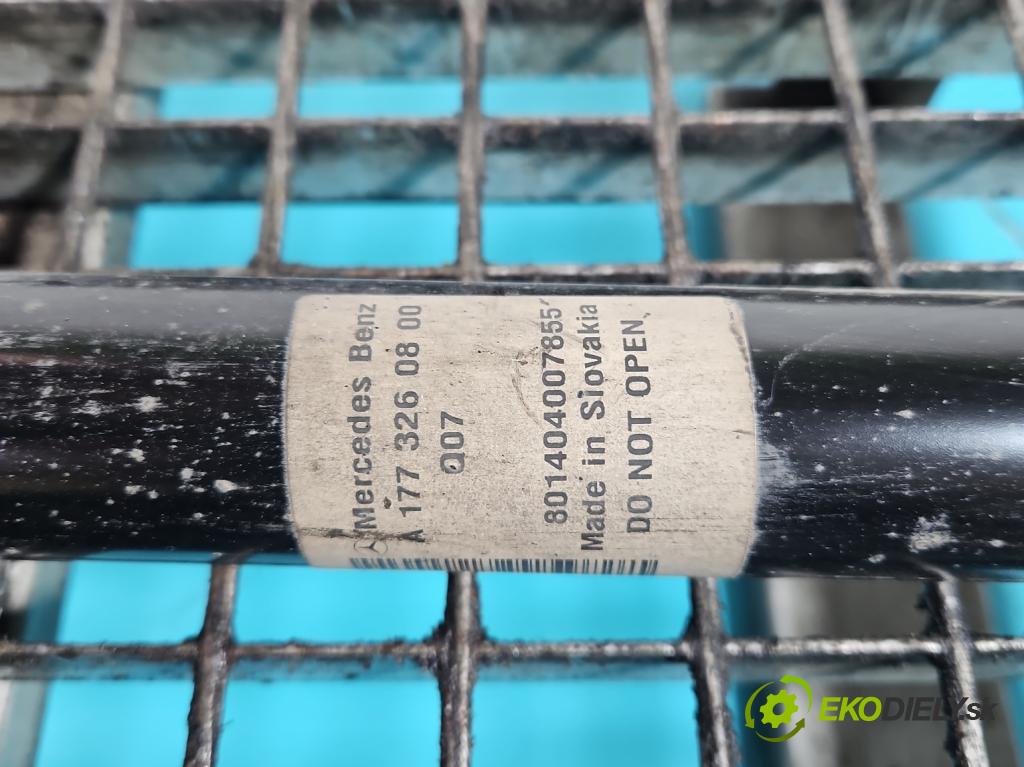 Mercedes Benz
A 177 326 08 00
Q07
801404007855
Made in Slovakia
DO NOT OPEN,
EKODIELY.sk